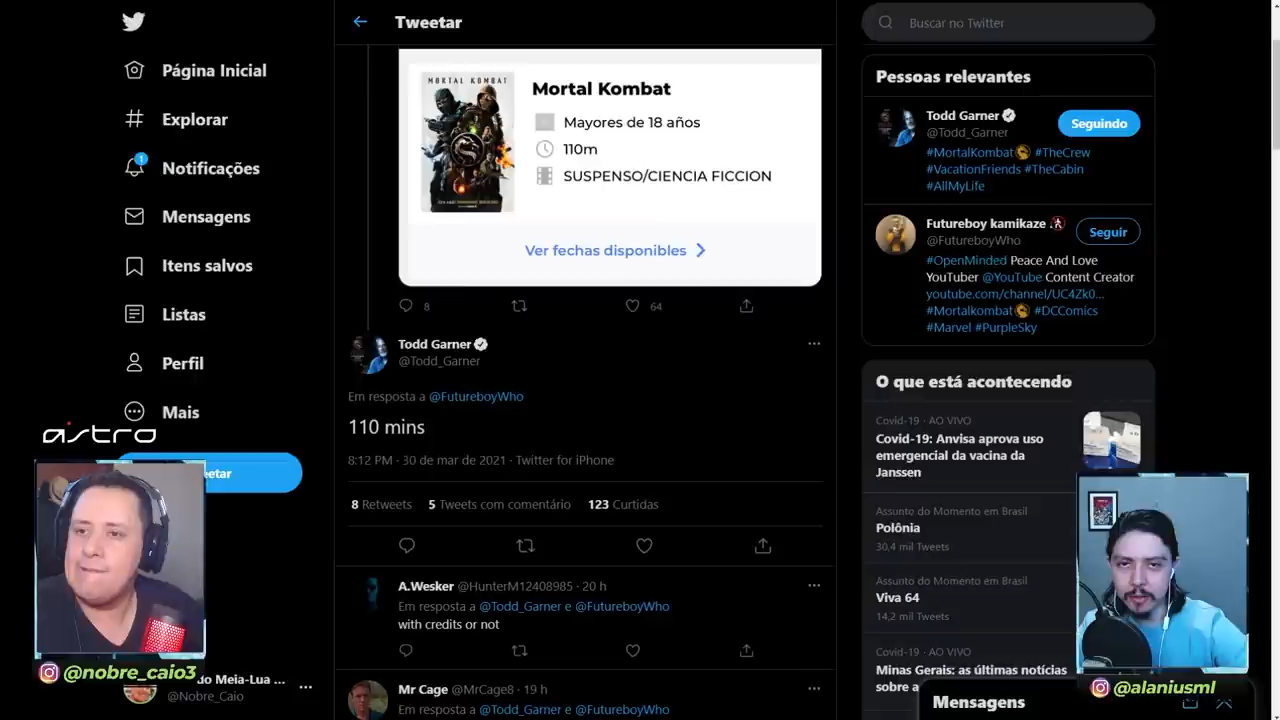 Página Inicial
Explorar
1
Notificações
Mensagens
Itens salvos
Listas
Perfil
Mais
astro
etar
@nobre_caio3
do Meia-Lua ...
@Nobre_Caio
Tweetar
MORTAL KOMBAT
Mortal Kombat
Mayores de 18 años
110m
SUSPENSO/CIENCIA FICCION
Ver fechas disponibles
8
64
Todd Garner
@Todd_Garner
Em resposta a @FutureboyWho
110 mins
8:12 PM · 30 de mar de 2021 · Twitter for iPhone
8 Retweets 5 Tweets com comentário 123 Curtidas
A.Wesker @HunterM12408985 · 20 h
Em resposta a @Todd_Garner e @FutureboyWho
with credits or not
Mr Cage @MrCage8 · 19 h
Em resposta a @Todd_Garner e @FutureboyWho
Buscar no Twitter
Pessoas relevantes
Todd Garner
@Todd_Garner
Seguindo
#MortalKombat #TheCrew
#VacationFriends #TheCabin
#AllMyLife
Futureboy kamikaze .
@FutureboyWho
Seguir
#OpenMinded Peace And Love
YouTuber @YouTube Content Creator
youtube.com/channel/UC4Zk0...
#Mortalkombat #DCComics
#Marvel #PurpleSky
O que está acontecendo
Covid-19 · AO VIVO
Covid-19: Anvisa aprova uso
emergencial da vacina da
Janssen
Assunto do Momento em Brasil
Polônia
30,4 mil Tweets
Assunto do Momento em Brasil
Viva 64
14,2 mil Tweets
Covid-19 · AO VIVO
Minas Gerais: as últimas notícias
sobre a
@alaniusml
Mensagens